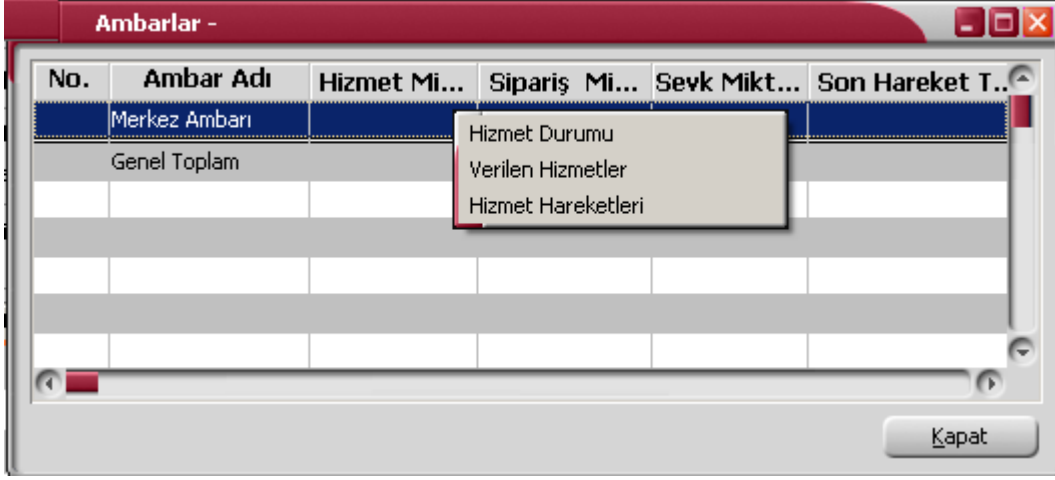 Ambarlar -
No. Ambar Adı Hizmet Mi... Sipariş Mi... Sevk Mikt... Son Hareket T...
Merkez Ambarı
Hizmet Durumu
Genel Toplam
Verilen Hizmetler
Hizmet Hareketleri
Kapat